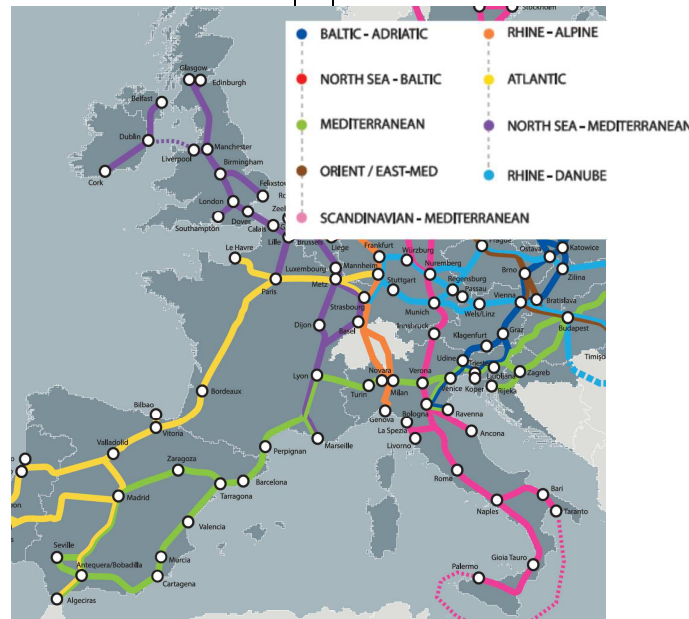 Stockholm
BALTIC – ADRIATIC
RHINE – ALPINE
NORTH SEA – BALTIC
ATLANTIC
MEDITERRANEAN
NORTH SEA – MEDITERRANEAN
ORIENT / EAST-MED
RHINE – DANUBE
SCANDINAVIAN – MEDITERRANEAN
Glasgow
Edinburgh
Belfast
Dublin
Manchester
Liverpool
Birmingham
Cork
Felixstow
London
Dover
Calais
Southampton
Lille
Brussels
Liege
Le Havre
Luxembourg
Mannheim
Frankfurt
Würzburg
Nuremberg
Prague
Ostava
Katowice
Zilina
Brno
Paris
Metz
Strasbourg
Stuttgart
Regensburg
Passau
Munich
Wels/Linz
Vienna
Bratislava
Budapest
Dijon
Basel
Innsbruck
Klagenfurt
Graz
Udine
Ljubljana
Zagreb
Timişo
Lyon
Turin
Novara
Milan
Verona
Venice
Koper
Rijeka
Genova
Bologna
Ravenna
La Spezia
Livorno
Ancona
Bordeaux
Bilbao
Vitoria
Valladolid
Marseille
Perpignan
Zaragoza
Barcelona
Tarragona
Madrid
Valencia
Rome
Naples
Bari
Taranto
Seville
Antequera/Bobadilla
Murcia
Cartagena
Algeciras
Palermo
Gioia Tauro